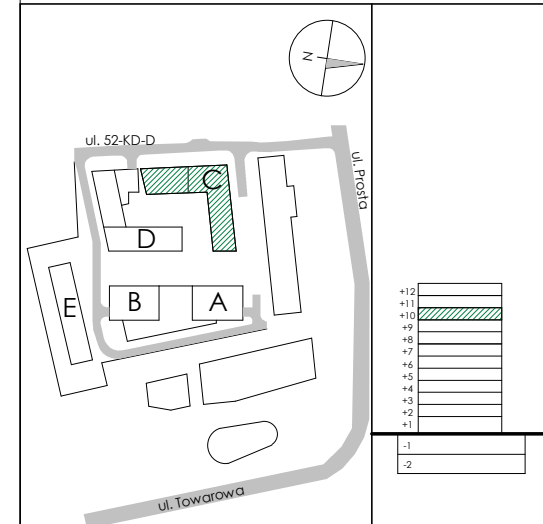 N
ul. 52-KD-D
C
ul. Prosta
D
E
B
A
ul. Towarowa
+12
+11
+10
+9
+8
+7
+6
+5
+4
+3
+2
+1
-1
-2